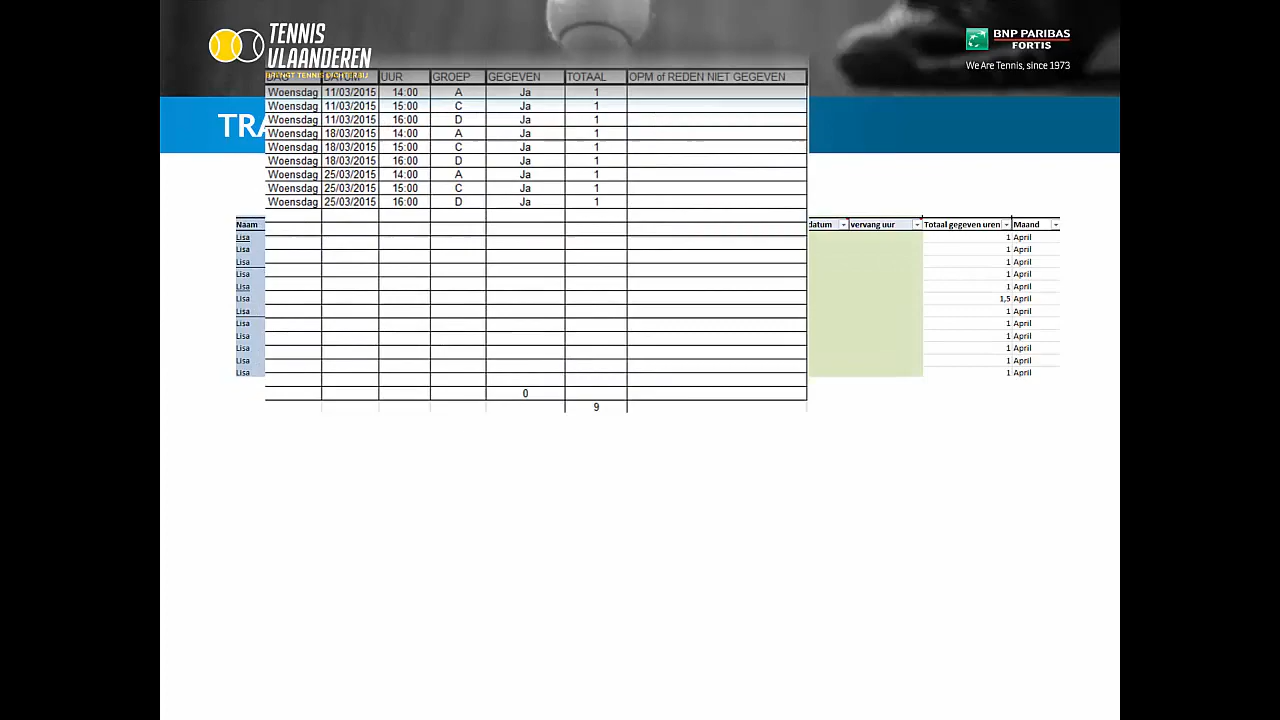 TENNIS
VLAANDEREN
BNP PARIBAS
FORTIS
We Are Tennis, since 1973
UUR GROEP GEGEVEN TOTAAL OPM of REDEN NIET GEGEVEN
Woensdag 11/03/2015 14:00 A Ja 1
Woensdag 11/03/2015 15:00 C Ja 1
Woensdag 11/03/2015 16:00 D Ja 1
Woensdag 18/03/2015 14:00 A Ja 1
Woensdag 18/03/2015 15:00 C Ja 1
Woensdag 18/03/2015 16:00 D Ja 1
Woensdag 25/03/2015 14:00 A Ja 1
Woensdag 25/03/2015 15:00 C Ja 1
Woensdag 25/03/2015 16:00 D Ja 1
0
9
TRA
Naam datum vervang uur Totaal gegeven uren Maand
Lisa 1 April
Lisa 1 April
Lisa 1 April
Lisa 1 April
Lisa 1 April
Lisa 1,5 April
Lisa 1 April
Lisa 1 April
Lisa 1 April
Lisa 1 April
Lisa 1 April
Lisa 1 April